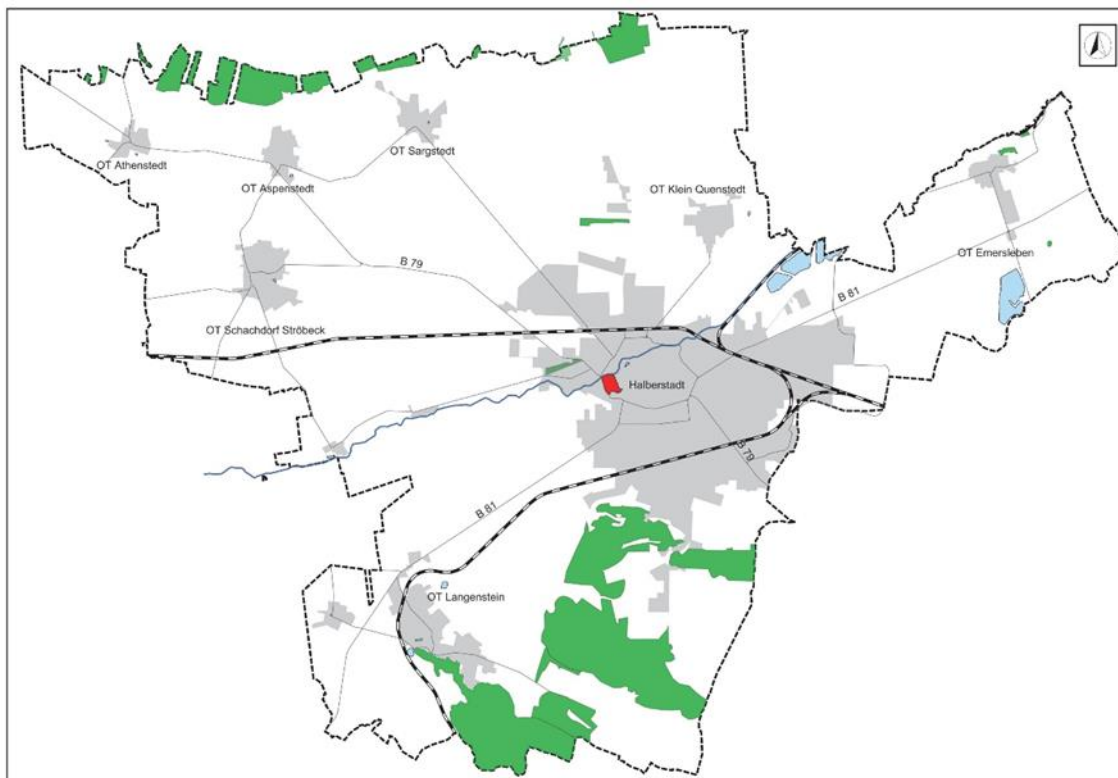 OT Sargstedt
OT Athenstedt
OT Aspenstedt
OT Klein Quenstedt
OT Emersleben
B 79
B 81
OT Schachdorf Ströbeck
Halberstadt
B 79
B 81
OT Langenstein